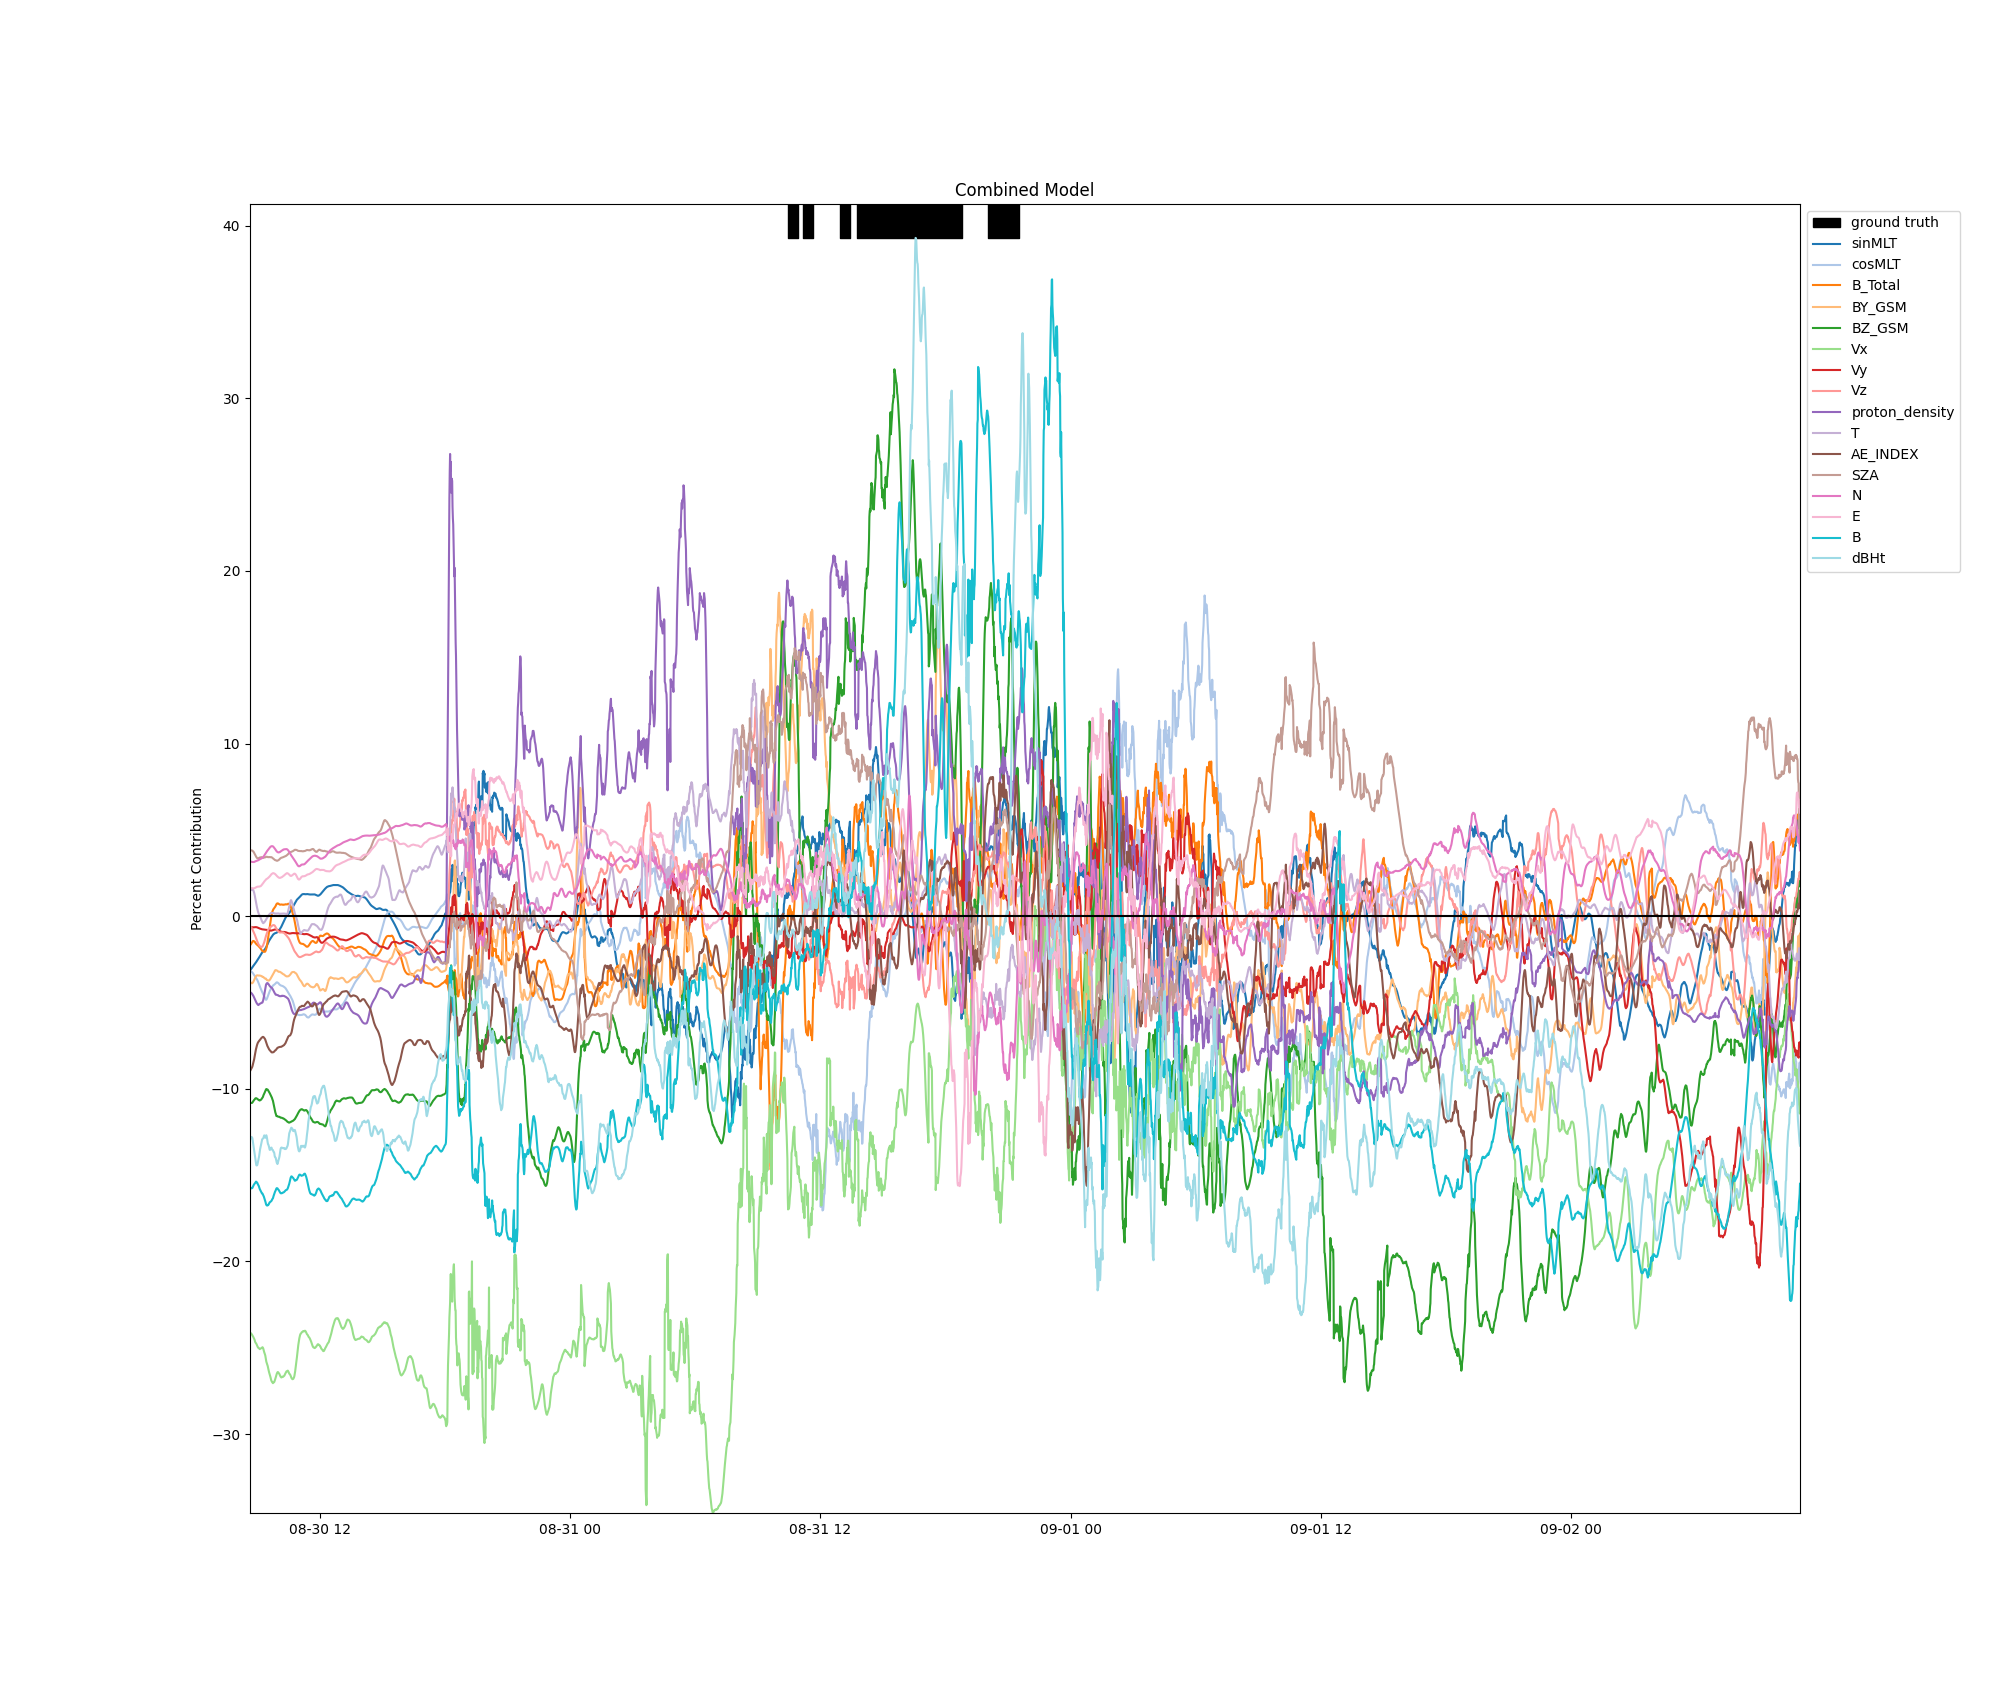 Combined Model
40
30
20
10
0
−10
−20
−30
Percent Contribution
08-30 12
08-31 00
08-31 12
09-01 00
09-01 12
09-02 00
ground truth
sinMLT
cosMLT
B_Total
BY_GSM
BZ_GSM
Vx
Vy
Vz
proton_density
T
AE_INDEX
SZA
N
E
B
dBHt